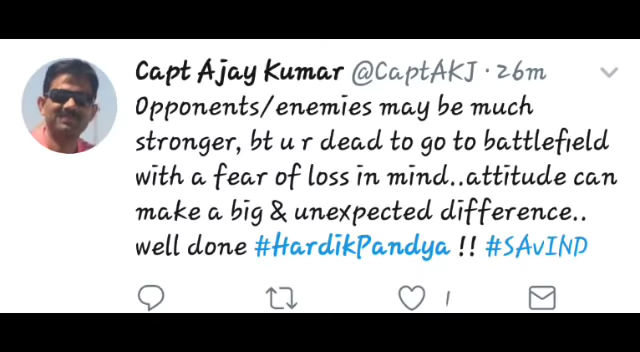 Capt Ajay Kumar @CaptAKJ · 26m
Opponents/enemies may be much
stronger, bt u r dead to go to battlefield
with a fear of loss in mind..attitude can
make a big & unexpected difference..
well done #HardikPandya !! #SAvIND
1